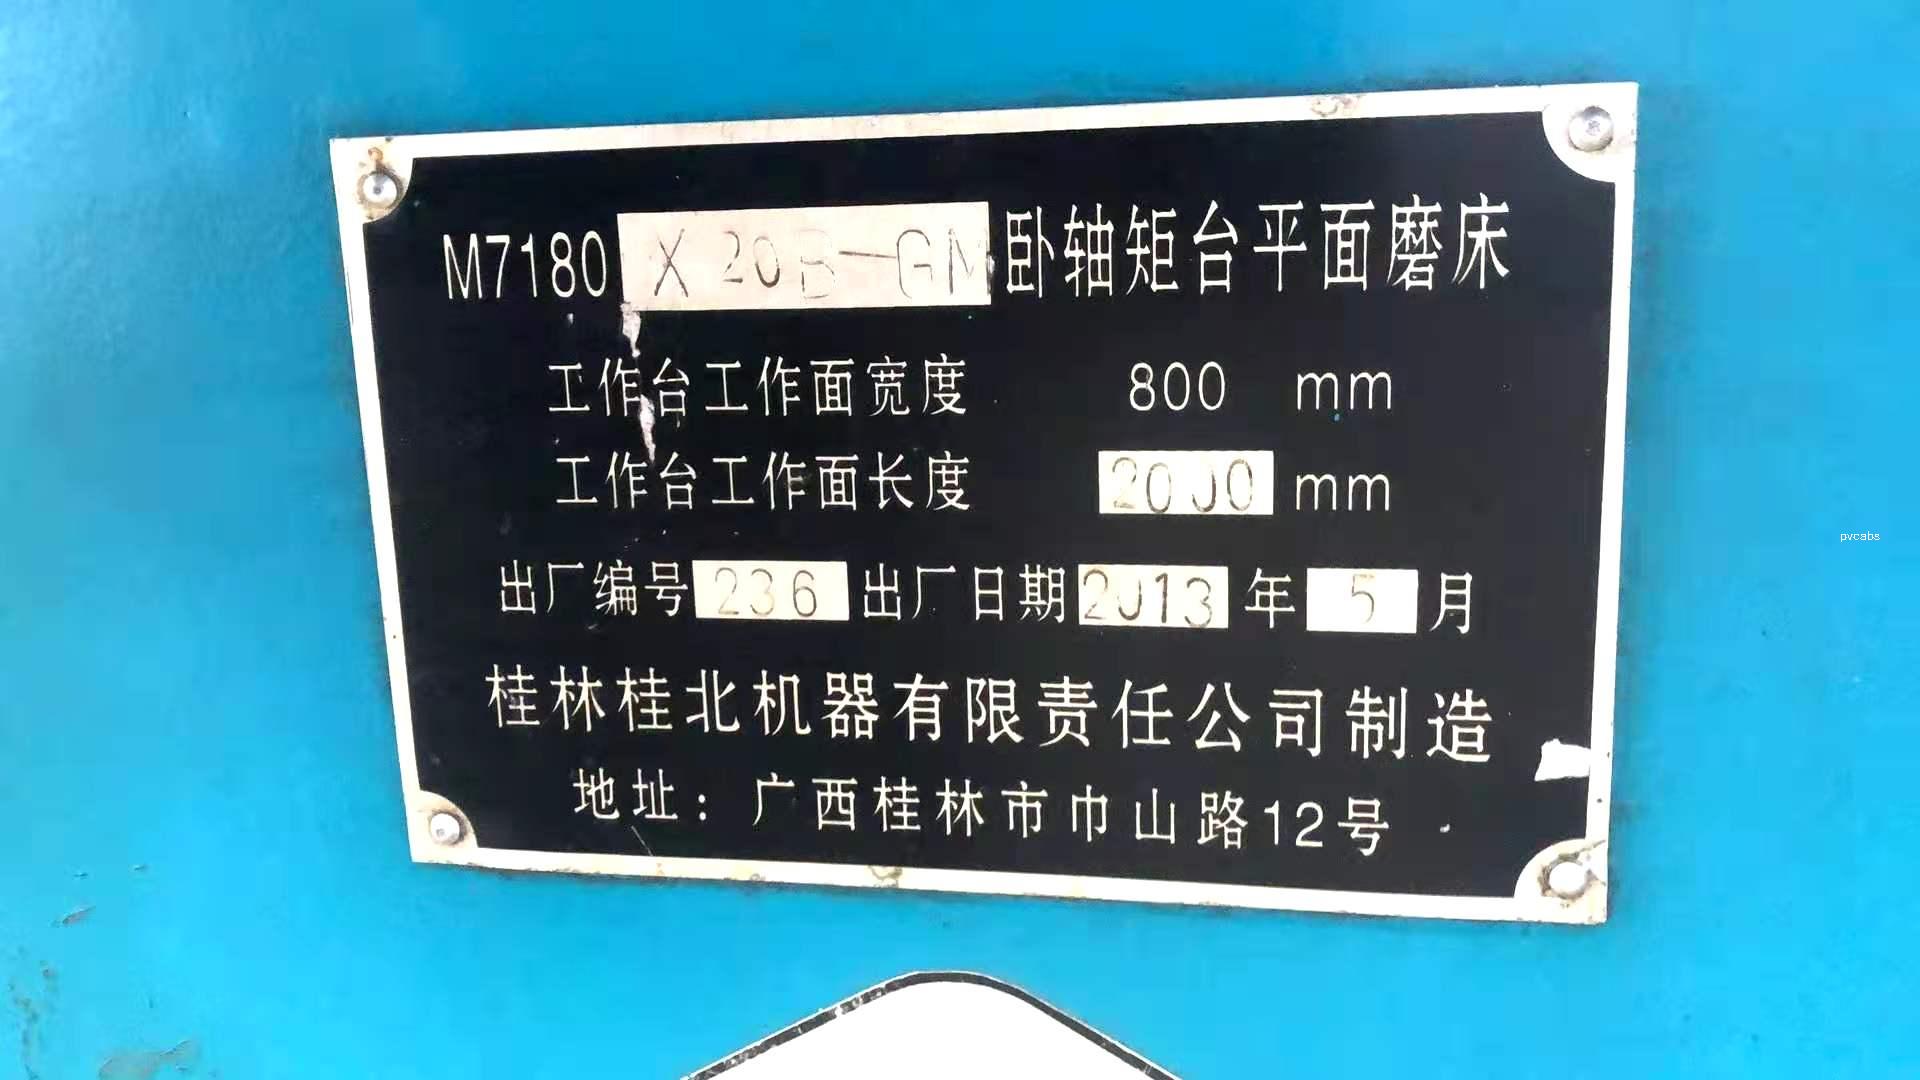 M7180 X 20B-GM 卧轴矩台平面磨床
工作台工作面宽度 800 mm
工作台工作面长度 2000 mm
出厂编号 236 出厂日期 2013 年 5 月
桂林桂北机器有限责任公司制造
地址：广西桂林市巾山路12号
pvcabs